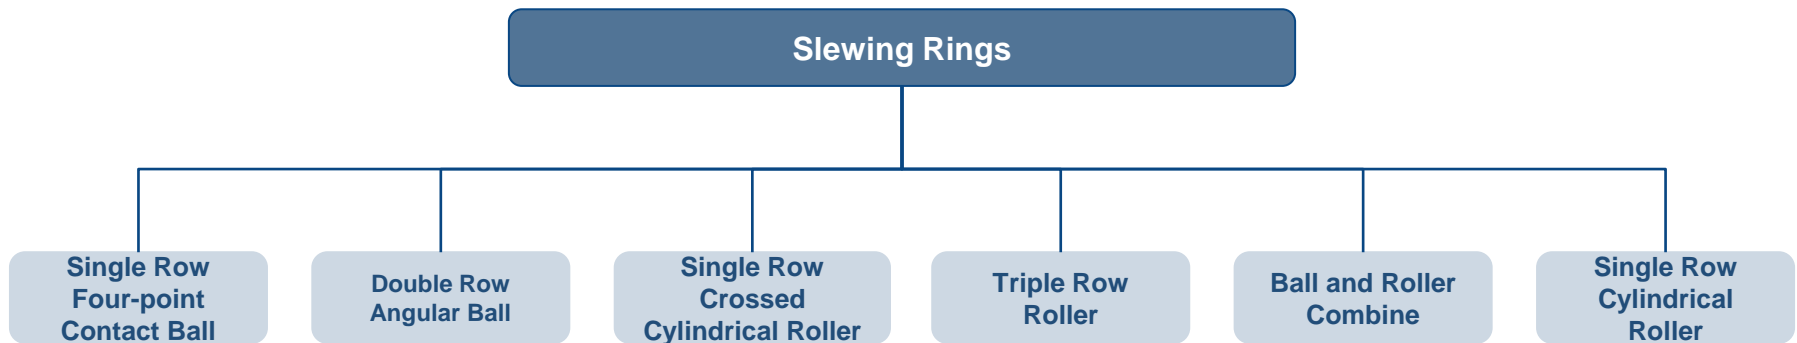 Slewing Rings
Single Row
Four-point
Contact Ball
Double Row
Angular Ball
Single Row
Crossed
Cylindrical Roller
Triple Row
Roller
Ball and Roller
Combine
Single Row
Cylindrical
Roller